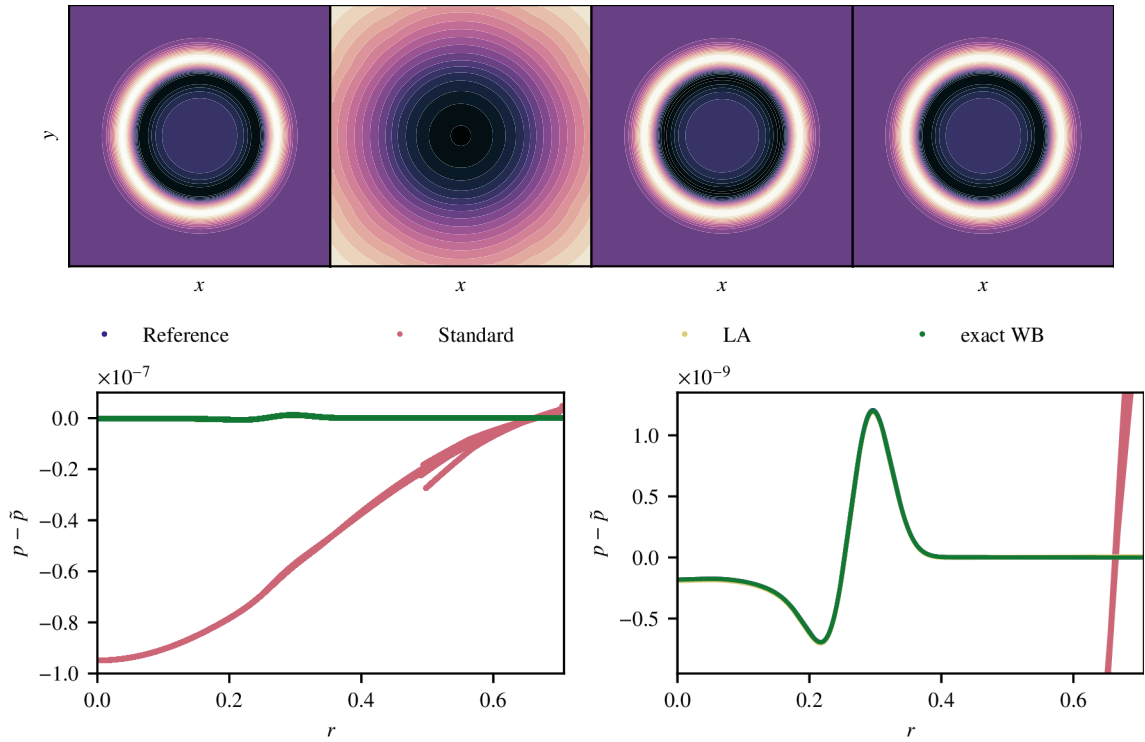 y
x x x x
Reference Standard LA exact WB
×10⁻⁷
0.0
−0.2
−0.4
−0.6
−0.8
−1.0
p − p̃
0.0 0.2 0.4 0.6
r
×10⁻⁹
1.0
0.5
0.0
−0.5
p − p̃
0.0 0.2 0.4 0.6
r